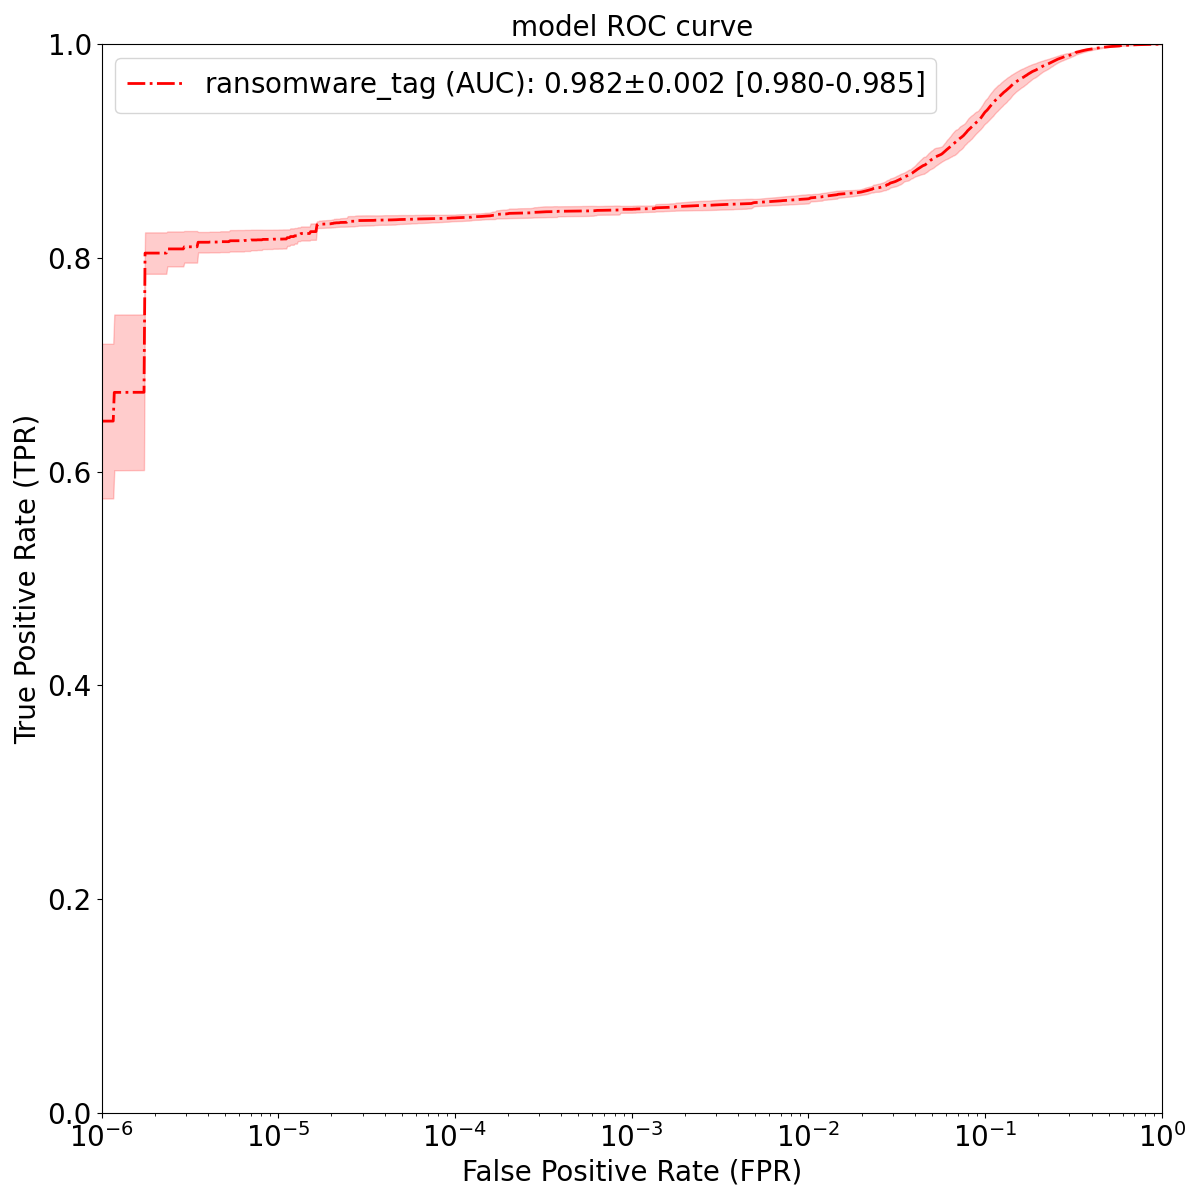 model ROC curve
ransomware_tag (AUC): 0.982±0.002 [0.980-0.985]
True Positive Rate (TPR)
1.0
0.8
0.6
0.4
0.2
0.0
10⁻⁶ 10⁻⁵ 10⁻⁴ 10⁻³ 10⁻² 10⁻¹ 10⁰
False Positive Rate (FPR)